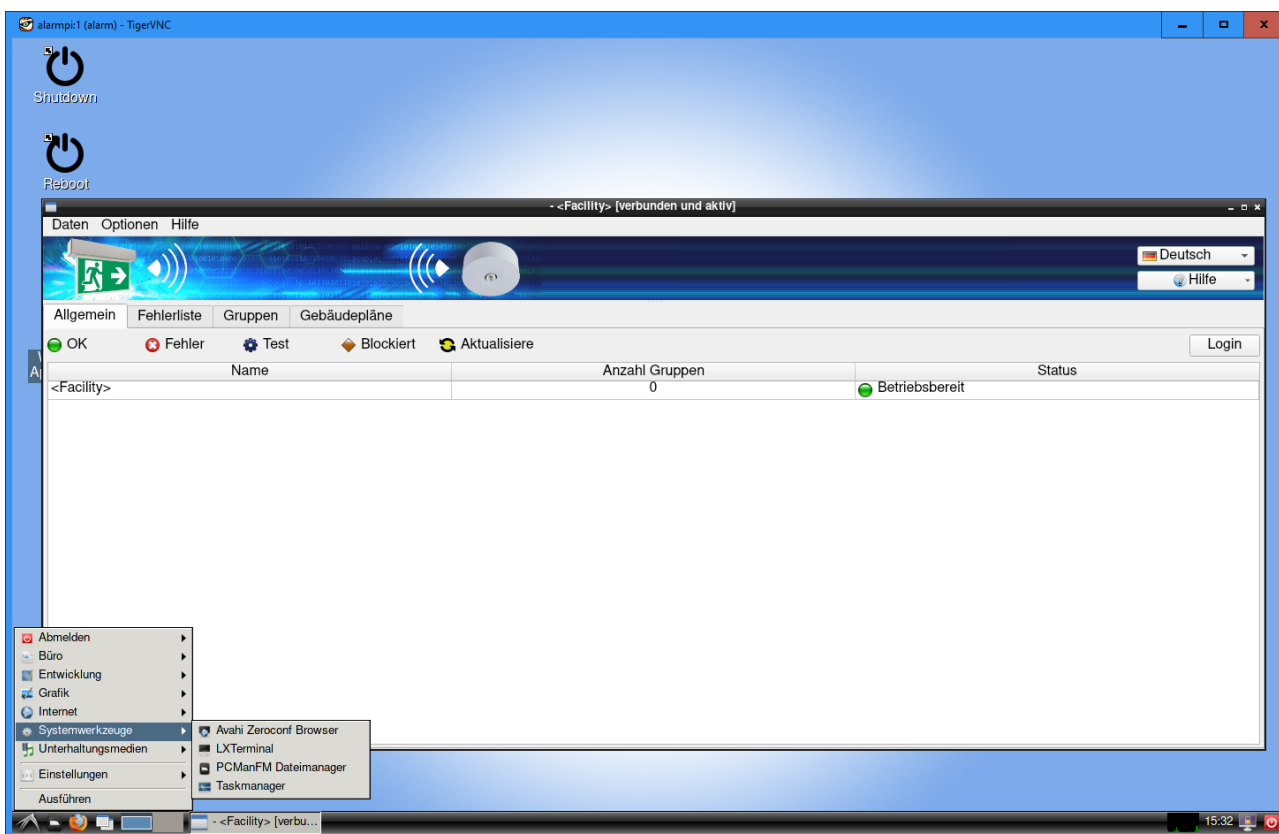 alarmpi:1 (alarm) - TigerVNC
Shutdown
Reboot
- <Facility> [verbunden und aktiv]
Daten Optionen Hilfe
Deutsch
Hilfe
Allgemein Fehlerliste Gruppen Gebäudepläne
OK Fehler Test Blockiert Aktualisiere Login
Name Anzahl Gruppen Status
<Facility> 0 Betriebsbereit
Abmelden
Büro
Entwicklung
Grafik
Internet
Systemwerkzeuge
Unterhaltungsmedien
Einstellungen
Ausführen
Avahi Zeroconf Browser
LXTerminal
PCManFM Dateimanager
Taskmanager
- <Facility> [verbu...
15:32